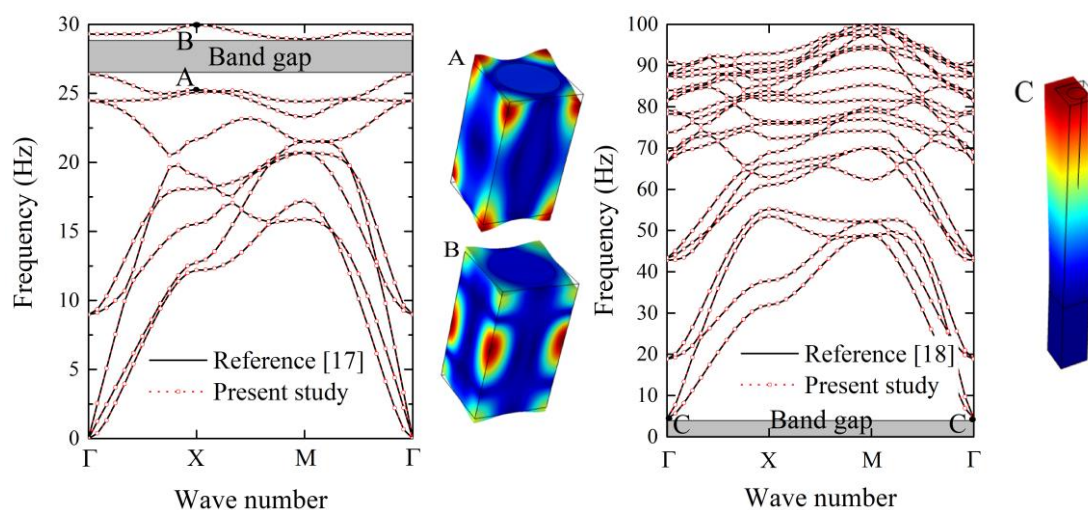 30
25
20
15
10
5
0
Frequency (Hz)
B
Band gap
A
Reference [17]
Present study
Γ X M Γ
Wave number
A
B
100
90
80
70
60
50
40
30
20
10
0
Frequency (Hz)
Reference [18]
Present study
Band gap
C C
Γ X M Γ
Wave number
C